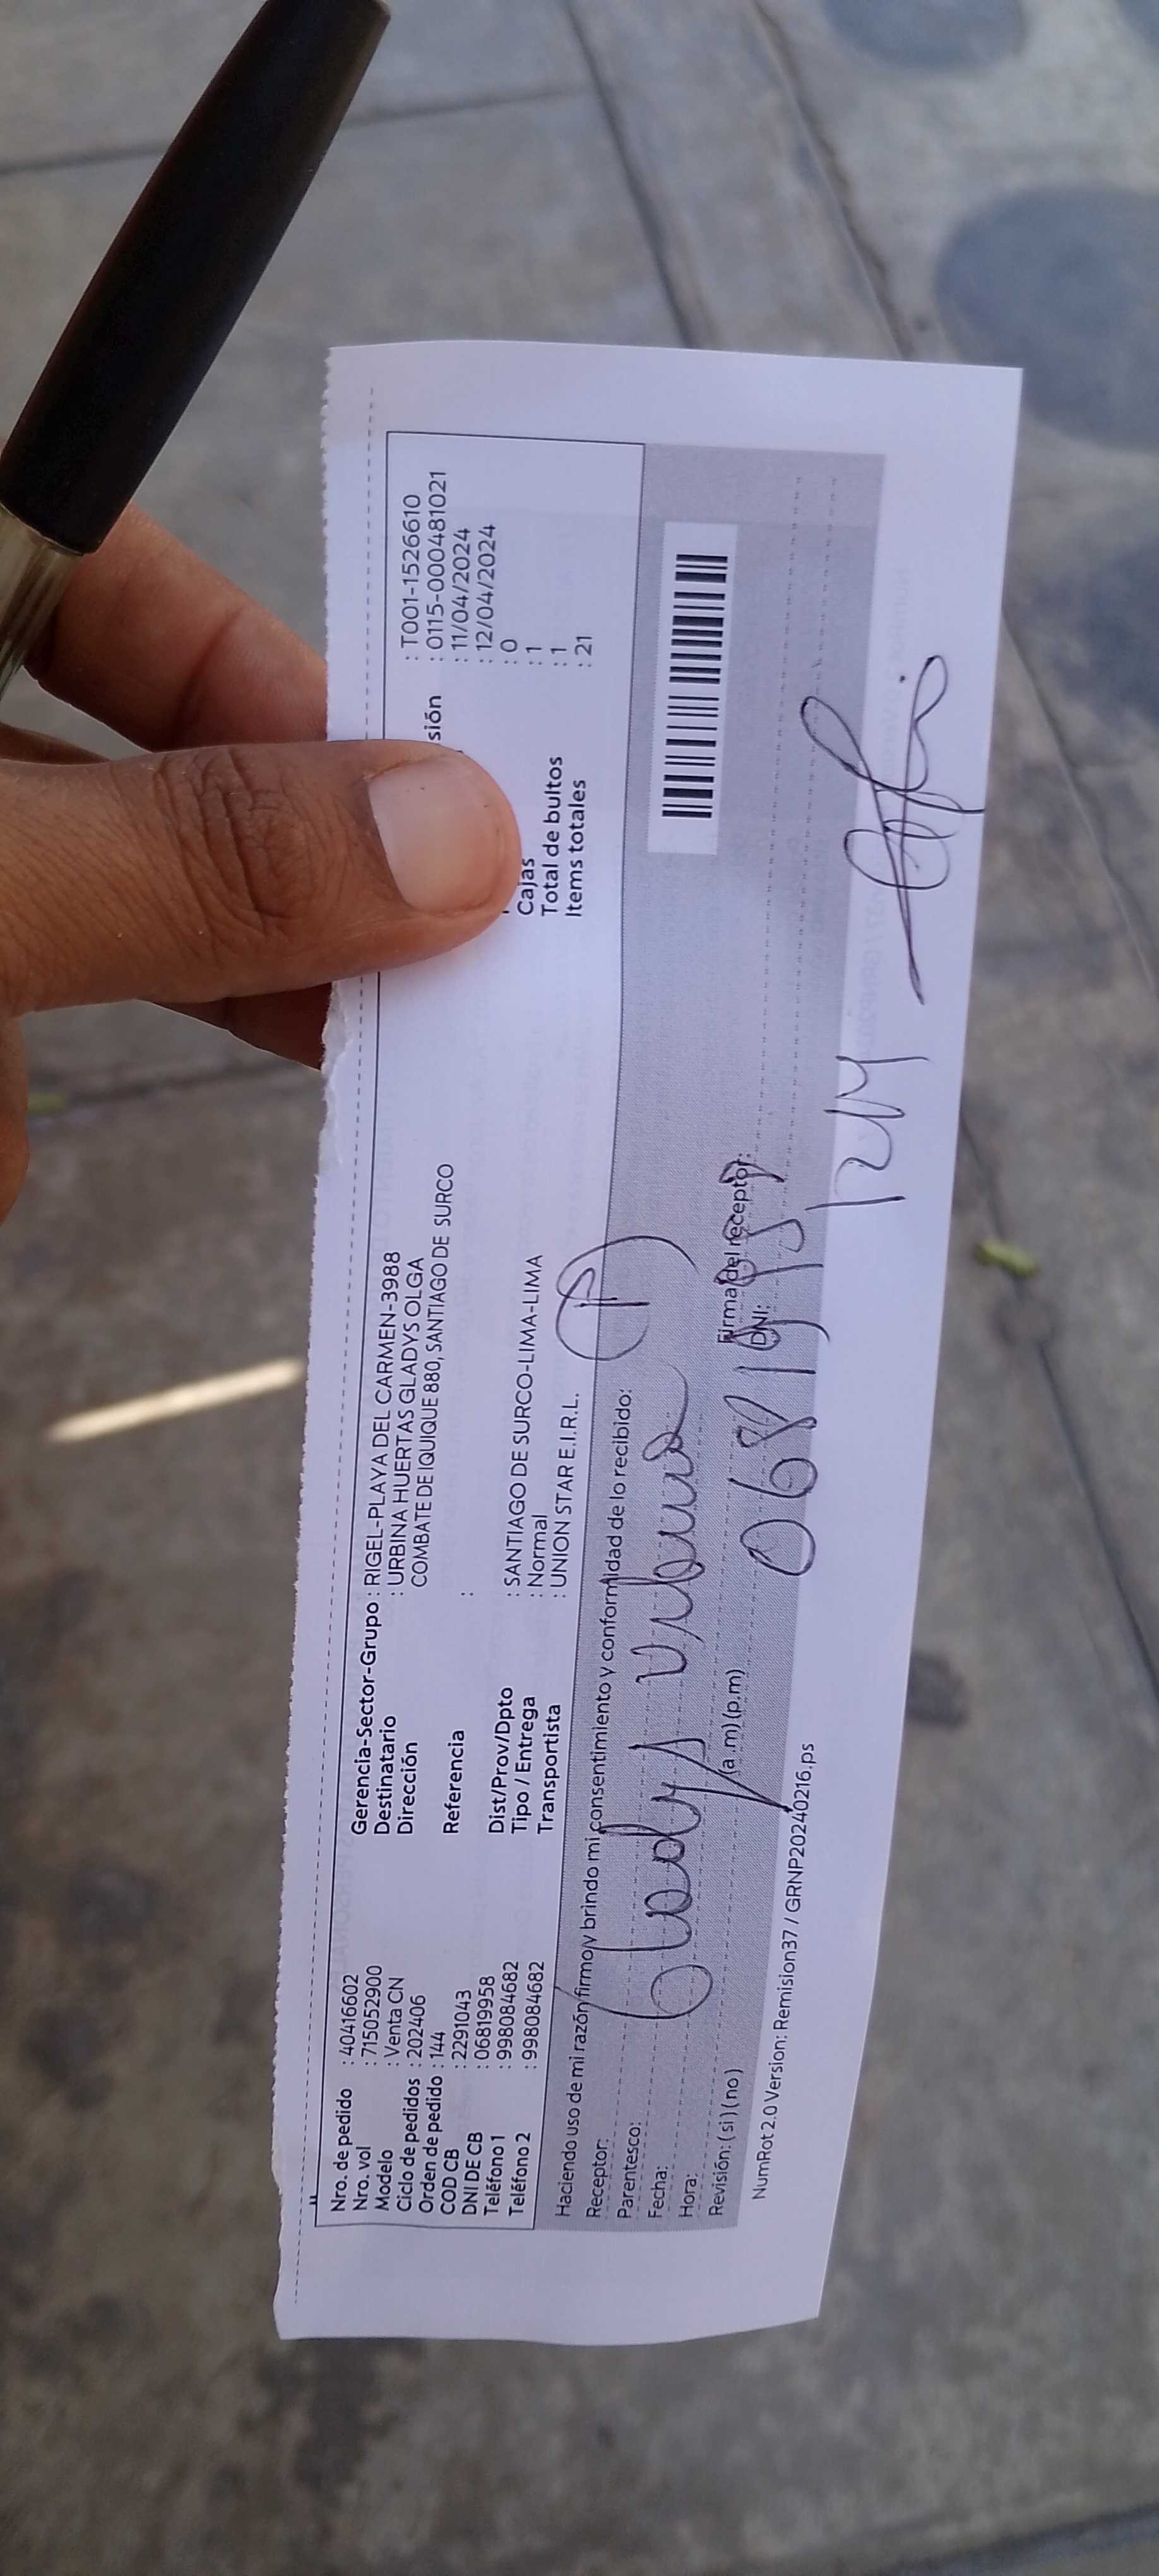 Nro. de pedido : 40416602
Nro. vol : 715052900
Modelo : Venta CN
Ciclo de pedidos : 202406
Orden de pedido : 144
COD CB : 2291043
DNI DE CB : 06819958
Teléfono 1 : 998084682
Teléfono 2 : 998084682
Gerencia-Sector-Grupo : RIGEL-PLAYA DEL CARMEN-3988
Destinatario : URBINA HUERTAS GLADYS OLGA
Dirección COMBATE DE IQUIQUE 880, SANTIAGO DE SURCO
Referencia :
Dist/Prov/Dpto : SANTIAGO DE SURCO-LIMA-LIMA
Tipo / Entrega : Normal
Transportista : UNION STAR E.I.R.L.
: T001-1526610
: 0115-000481021
sión : 11/04/2024
: 12/04/2024
: 0
Cajas : 1
Total de bultos : 1
Items totales : 21
Haciendo uso de mi razón firmo y brindo mi consentimiento y conformidad de lo recibido:
Receptor:
Parentesco:
Fecha:
Hora: (a.m) (p.m)
Revisión: ( si ) ( no )
Gladys Urbina
Firma del receptor:
DNI:
06819958
NumRot 2.0 Version: Remision37 / GRNP20240216.ps